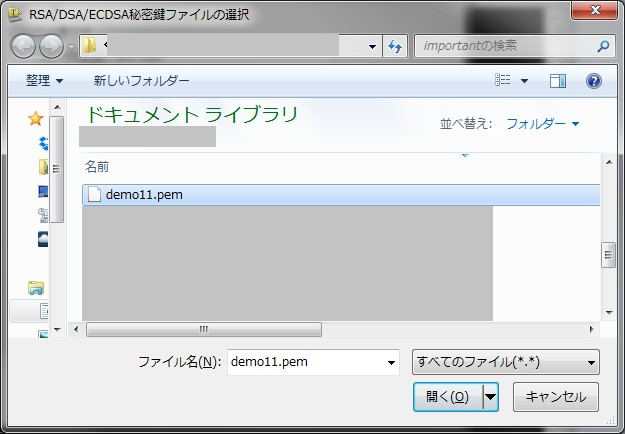 RSA/DSA/ECDSA秘密鍵ファイルの選択
importantの検索
整理
新しいフォルダー
ドキュメント ライブラリ
並べ替え: フォルダー
名前
demo11.pem
ファイル名(N): demo11.pem
すべてのファイル(*.*)
開く(O)
キャンセル